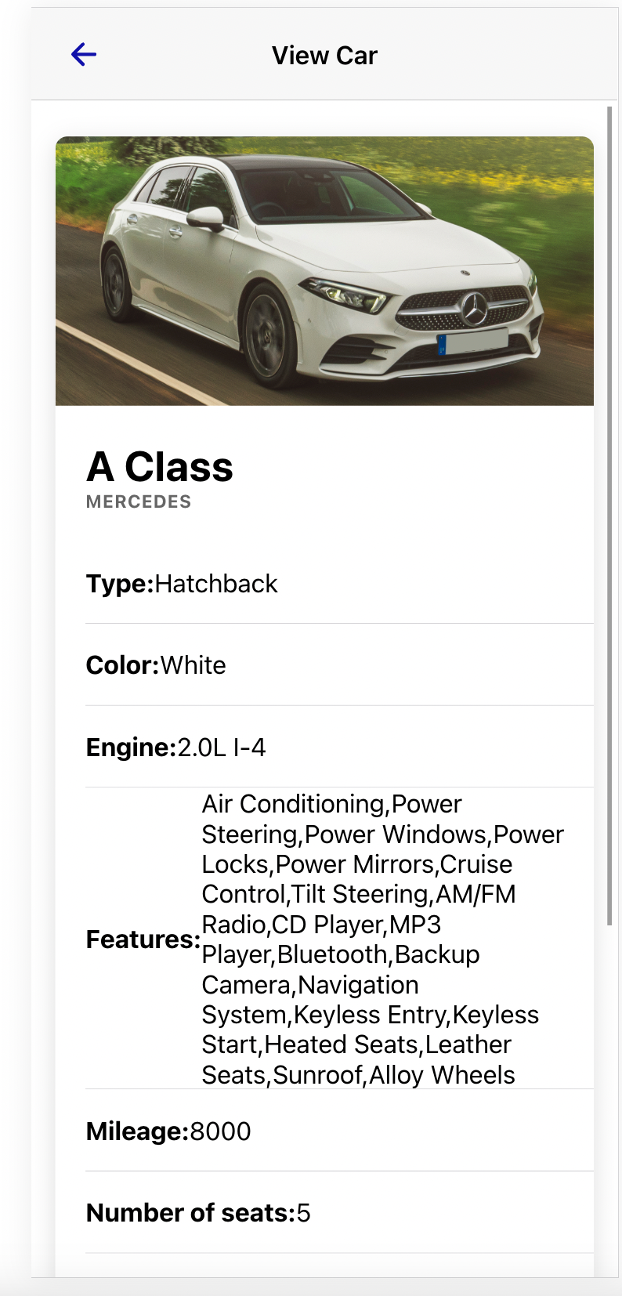 View Car
A Class
MERCEDES
Type:Hatchback
Color:White
Engine:2.0L I-4
Features:
Air Conditioning,Power
Steering,Power Windows,Power
Locks,Power Mirrors,Cruise
Control,Tilt Steering,AM/FM
Radio,CD Player,MP3
Player,Bluetooth,Backup
Camera,Navigation
System,Keyless Entry,Keyless
Start,Heated Seats,Leather
Seats,Sunroof,Alloy Wheels
Mileage:8000
Number of seats:5